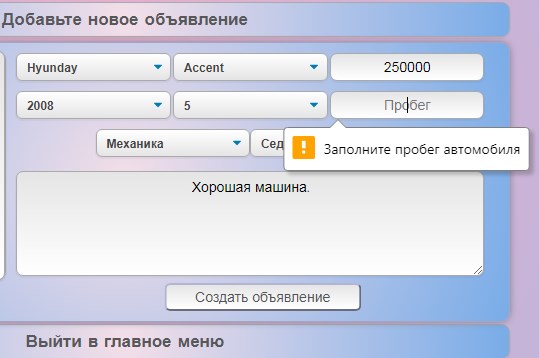 Добавьте новое объявление
Hyunday Accent 250000
2008 5 Пробег
Механика Сед
Заполните пробег автомобиля
Хорошая машина.
Создать объявление
Выйти в главное меню